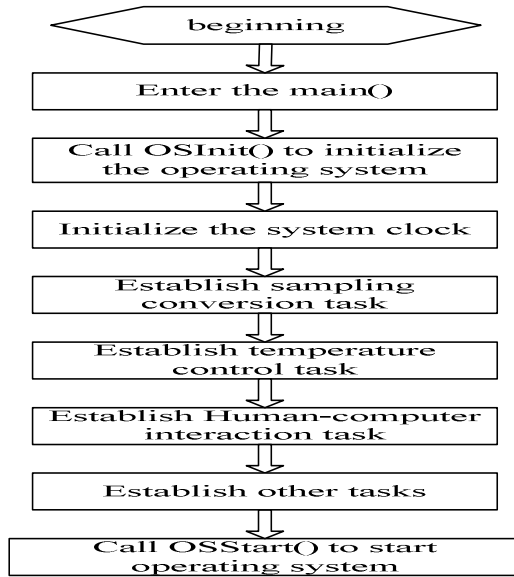 beginning
Enter the main()
Call OSInit() to initialize
the operating system
Initialize the system clock
Establish sampling
conversion task
Establish temperature
control task
Establish Human-computer
interaction task
Establish other tasks
Call OSStart() to start
operating system